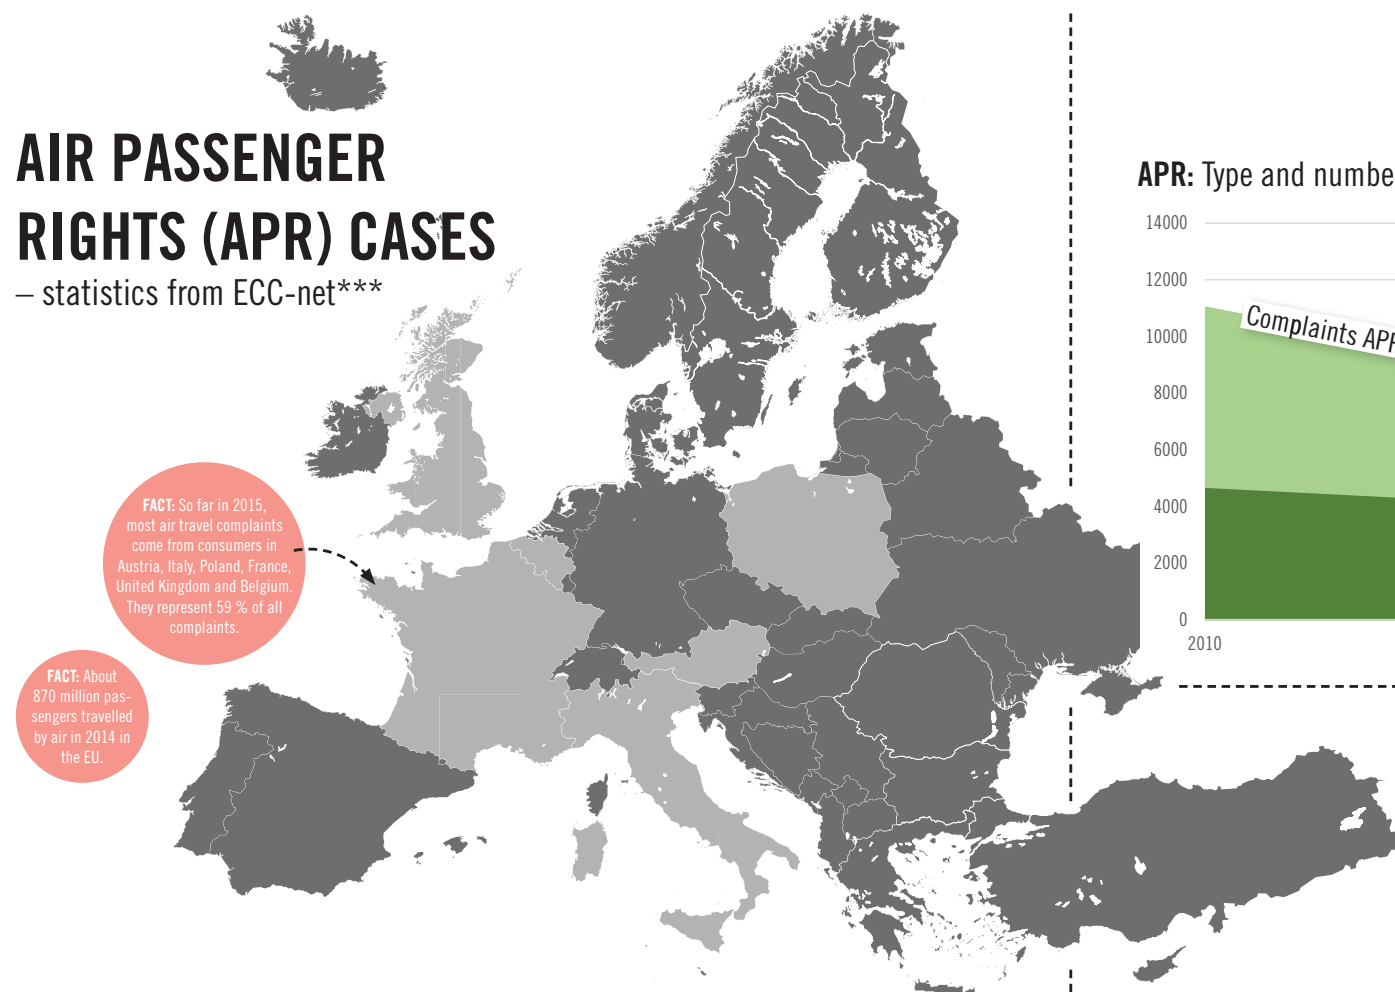 AIR PASSENGER
RIGHTS (APR) CASES
– statistics from ECC-net***
FACT: So far in 2015,
most air travel complaints
come from consumers in
Austria, Italy, Poland, France,
United Kingdom and Belgium.
They represent 59 % of all
complaints.
FACT: About
870 million pas-
sengers travelled
by air in 2014 in
the EU.
APR: Type and numbe
14000
12000
10000
8000
6000
4000
2000
0
2010
Complaints APR